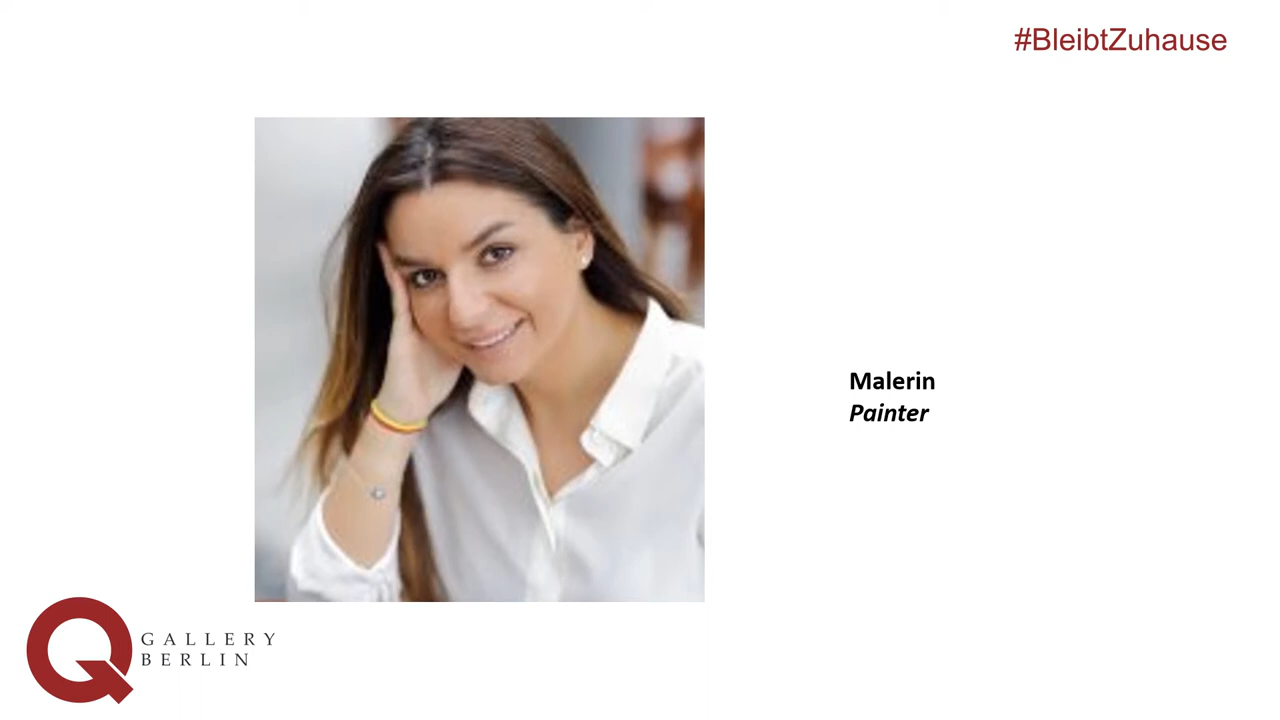 #BleibtZuhause
Malerin
Painter
Q GALLERY
BERLIN